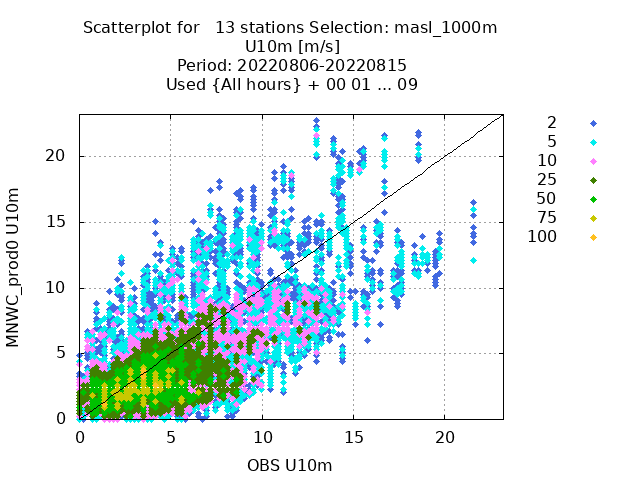 Scatterplot for   13 stations Selection: masl_1000m
U10m [m/s]
Period: 20220806-20220815
Used {All hours} + 00 01 ... 09
2
5
10
25
50
75
100
20
15
10
5
0
MNWC_prod0 U10m
0 5 10 15 20
OBS U10m